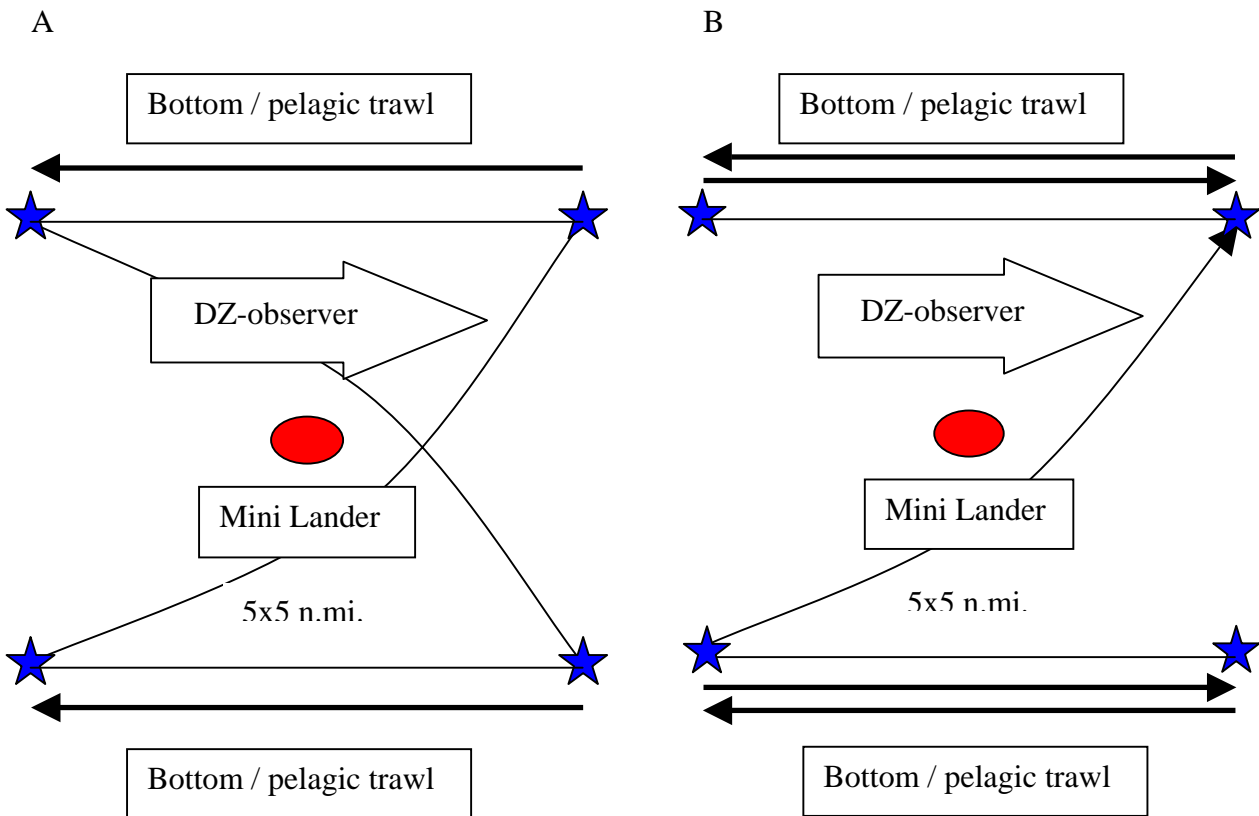 A
Bottom / pelagic trawl
DZ-observer
Mini Lander
5x5 n.mi.
Bottom / pelagic trawl
B
Bottom / pelagic trawl
DZ-observer
Mini Lander
5x5 n.mi.
Bottom / pelagic trawl